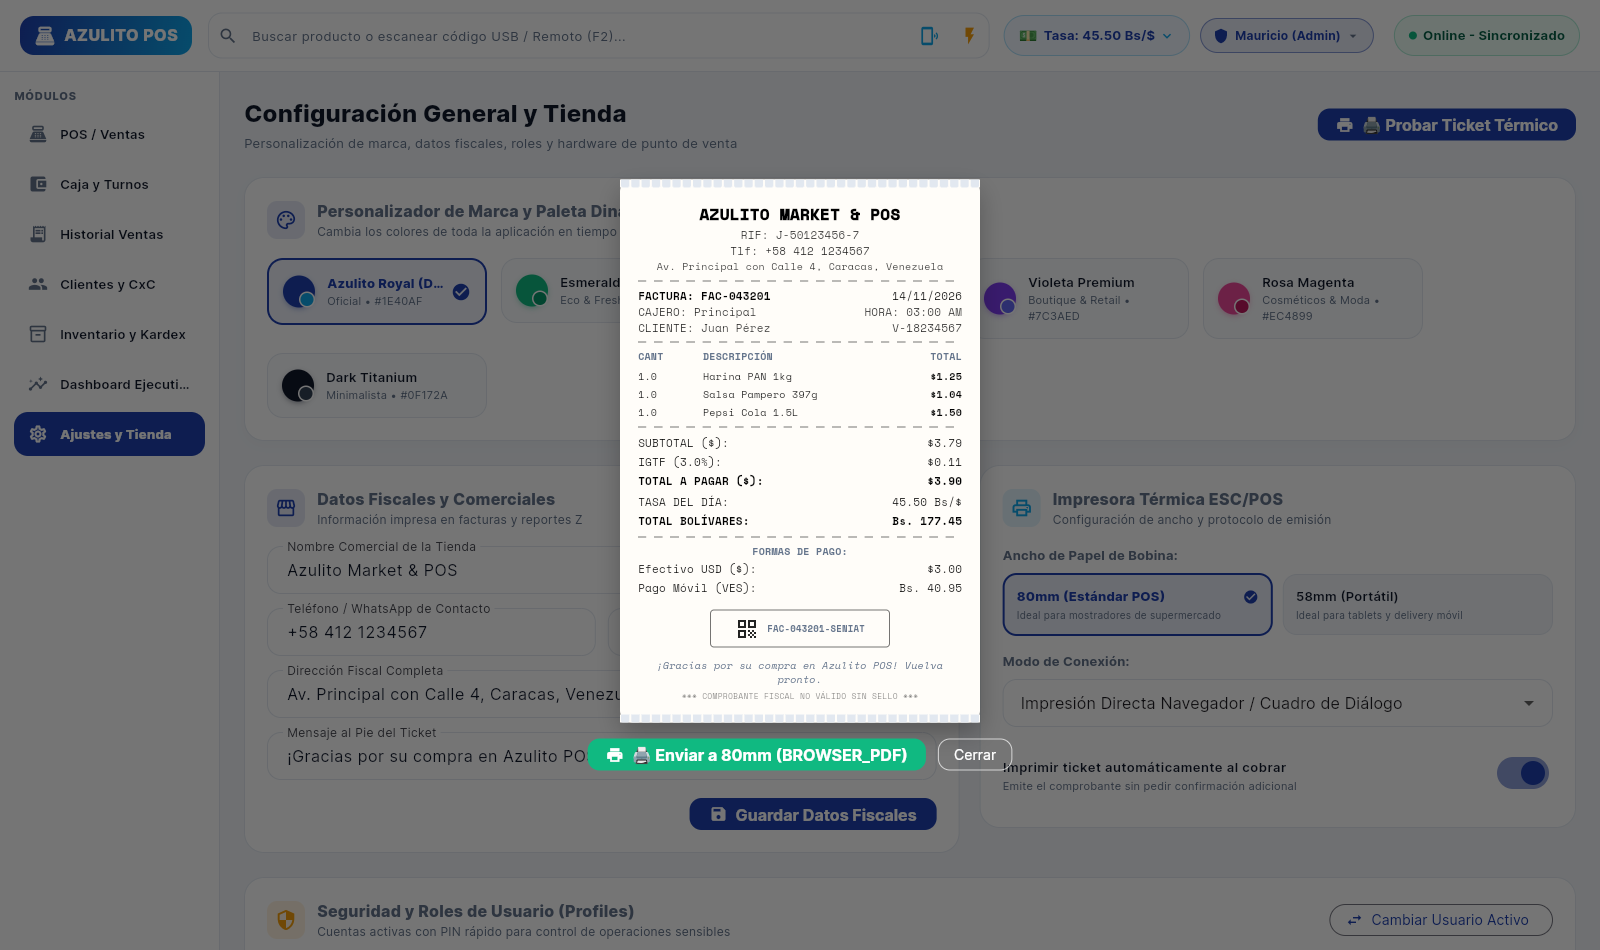 AZULITO POS
Buscar producto o escanear código USB / Remoto (F2)...
Tasa: 45.50 Bs/$
Mauricio (Admin)
Online - Sincronizado
MÓDULOS
POS / Ventas
Caja y Turnos
Historial Ventas
Clientes y CxC
Inventario y Kardex
Dashboard Ejecuti...
Ajustes y Tienda
Configuración General y Tienda
Personalización de marca, datos fiscales, roles y hardware de punto de venta
Probar Ticket Térmico
Personalizador de Marca y Paleta Din
Cambia los colores de toda la aplicación en tiempo
Azulito Royal (D...
Oficial • #1E40AF
Esmerald
Eco & Fresh
Violeta Premium
Boutique & Retail •
#7C3AED
Rosa Magenta
Cosméticos & Moda •
#EC4899
Dark Titanium
Minimalista • #0F172A
AZULITO MARKET & POS
RIF: J-50123456-7
Tlf: +58 412 1234567
Av. Principal con Calle 4, Caracas, Venezuela
FACTURA: FAC-043201 14/11/2026
CAJERO: Principal HORA: 03:00 AM
CLIENTE: Juan Pérez V-18234567
CANT DESCRIPCIÓN TOTAL
1.0 Harina PAN 1kg $1.25
1.0 Salsa Pampero 397g $1.04
1.0 Pepsi Cola 1.5L $1.50
SUBTOTAL ($): $3.79
IGTF (3.0%): $0.11
TOTAL A PAGAR ($): $3.90
TASA DEL DÍA: 45.50 Bs/$
TOTAL BOLÍVARES: Bs. 177.45
FORMAS DE PAGO:
Efectivo USD ($): $3.00
Pago Móvil (VES): Bs. 40.95
FAC-043201-SENIAT
¡Gracias por su compra en Azulito POS! Vuelva
pronto.
*** COMPROBANTE FISCAL NO VÁLIDO SIN SELLO ***
Enviar a 80mm (BROWSER_PDF)
Cerrar
Datos Fiscales y Comerciales
Información impresa en facturas y reportes Z
Nombre Comercial de la Tienda
Azulito Market & POS
Teléfono / WhatsApp de Contacto
+58 412 1234567
Dirección Fiscal Completa
Av. Principal con Calle 4, Caracas, Venezu
Mensaje al Pie del Ticket
¡Gracias por su compra en Azulito PO
Guardar Datos Fiscales
Impresora Térmica ESC/POS
Configuración de ancho y protocolo de emisión
Ancho de Papel de Bobina:
80mm (Estándar POS)
Ideal para mostradores de supermercado
58mm (Portátil)
Ideal para tablets y delivery móvil
Modo de Conexión:
Impresión Directa Navegador / Cuadro de Diálogo
Imprimir ticket automáticamente al cobrar
Emite el comprobante sin pedir confirmación adicional
Seguridad y Roles de Usuario (Profiles)
Cuentas activas con PIN rápido para control de operaciones sensibles
Cambiar Usuario Activo